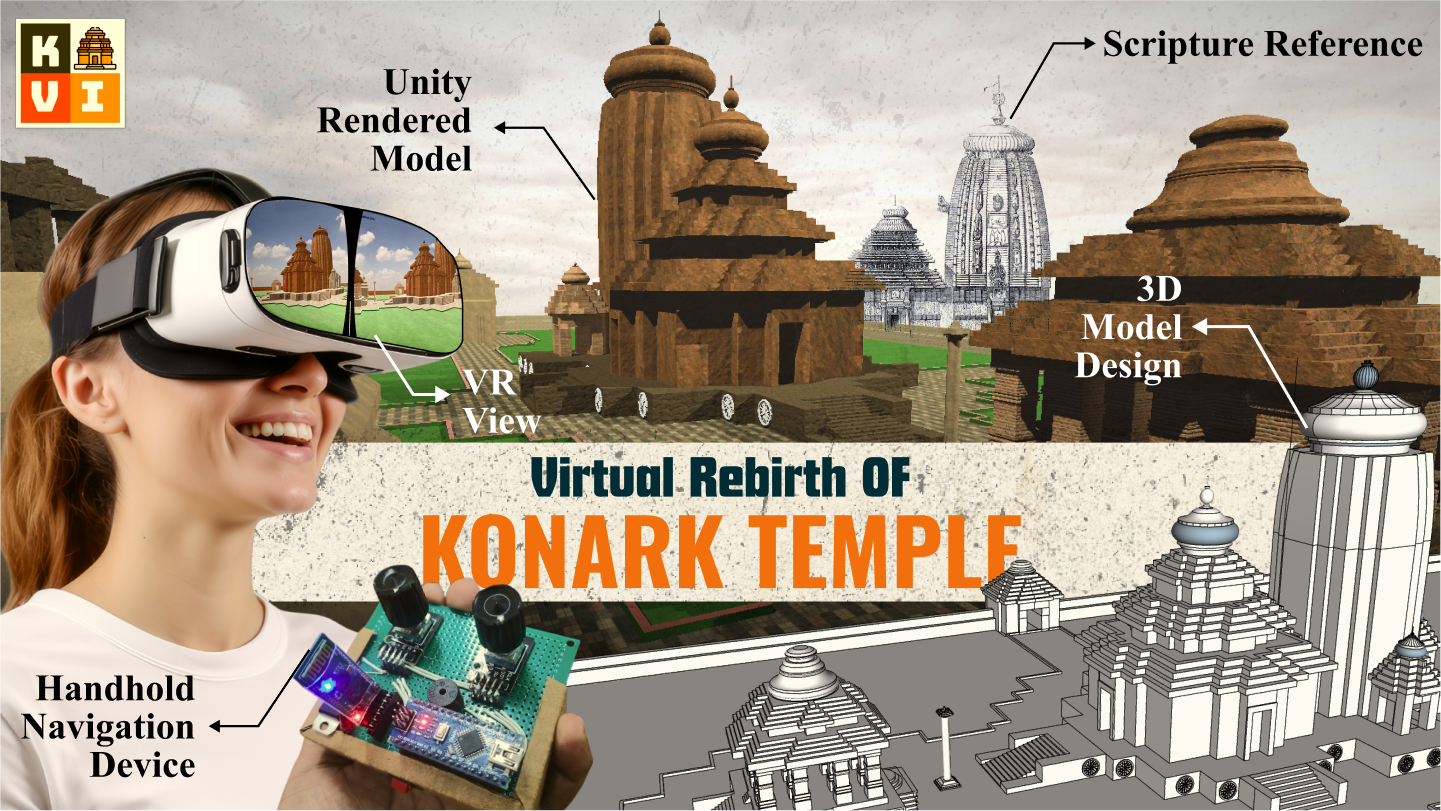 K
V I
Scripture Reference
Unity
Rendered
Model
3D
Model
Design
VR
View
Virtual Rebirth OF
KONARK TEMPLE
Handhold
Navigation
Device